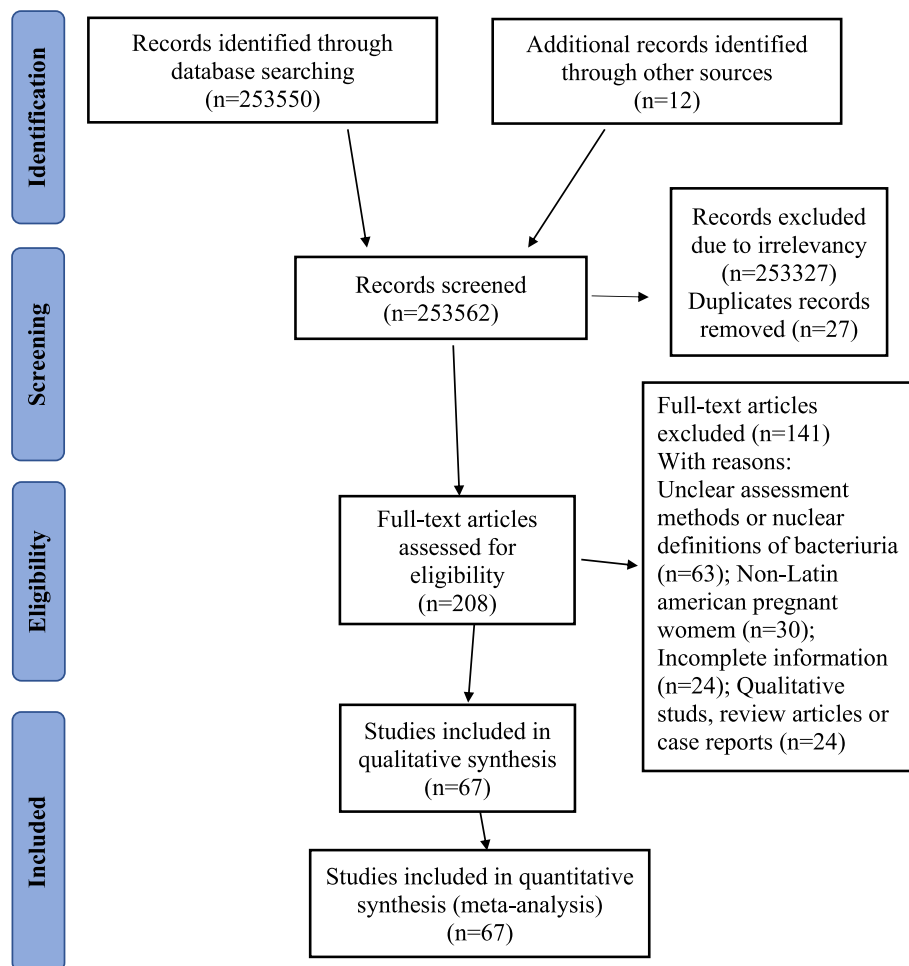 Identification
Records identified through
database searching
(n=253550)
Additional records identified
through other sources
(n=12)
Screening
Records screened
(n=253562)
Records excluded
due to irrelevancy
(n=253327)
Duplicates records
removed (n=27)
Eligibility
Full-text articles
assessed for
eligibility
(n=208)
Full-text articles
excluded (n=141)
With reasons:
Unclear assessment
methods or nuclear
definitions of bacteriuria
(n=63); Non-Latin
american pregnant
womem (n=30);
Incomplete information
(n=24); Qualitative
studs, review articles or
case reports (n=24)
Included
Studies included in
qualitative synthesis
(n=67)
Studies included in quantitative
synthesis (meta-analysis)
(n=67)